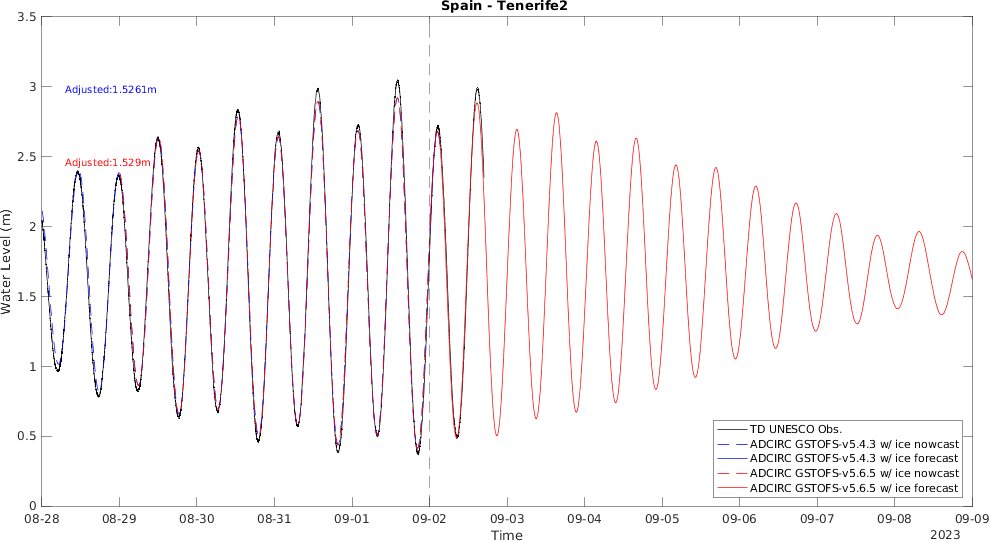 Spain - Tenerife2
3.5
3
2.5
2
1.5
1
0.5
0
Water Level (m)
Adjusted:1.5261m
Adjusted:1.529m
TD UNESCO Obs.
ADCIRC GSTOFS-v5.4.3 w/ ice nowcast
ADCIRC GSTOFS-v5.4.3 w/ ice forecast
ADCIRC GSTOFS-v5.6.5 w/ ice nowcast
ADCIRC GSTOFS-v5.6.5 w/ ice forecast
08-28 08-29 08-30 08-31 09-01 09-02 09-03 09-04 09-05 09-06 09-07 09-08 09-09
Time
2023